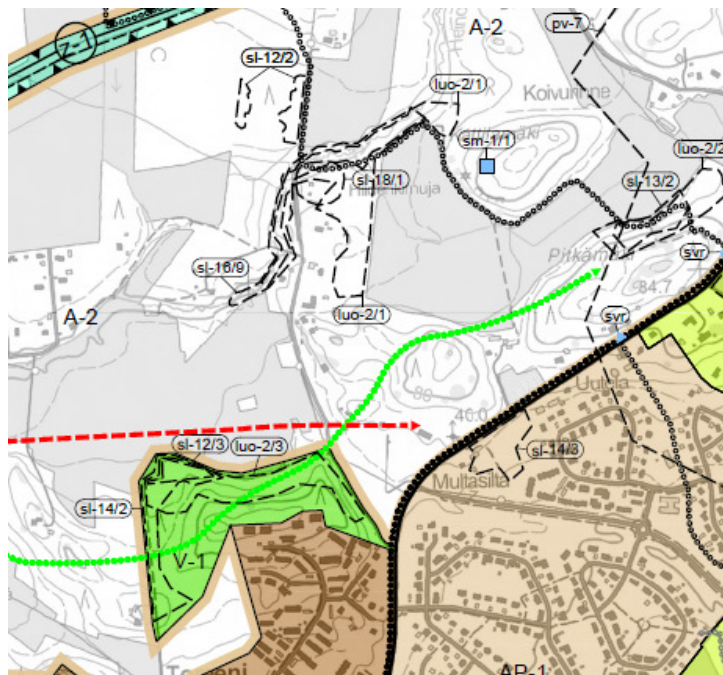 z-1
A-2
pv-7
sl-12/2
luo-2/1
Koivurinne
sm-1/1
luo-2/2
sl-18/1
sl-13/2
Pitkämäki
svr
sl-16/9
84.7
A-2
luo-2/1
svr
Uutela
80
46.0
sl-12/3
luo-2/3
sl-14/3
Multasilta
sl-14/2
V-1
AP-1